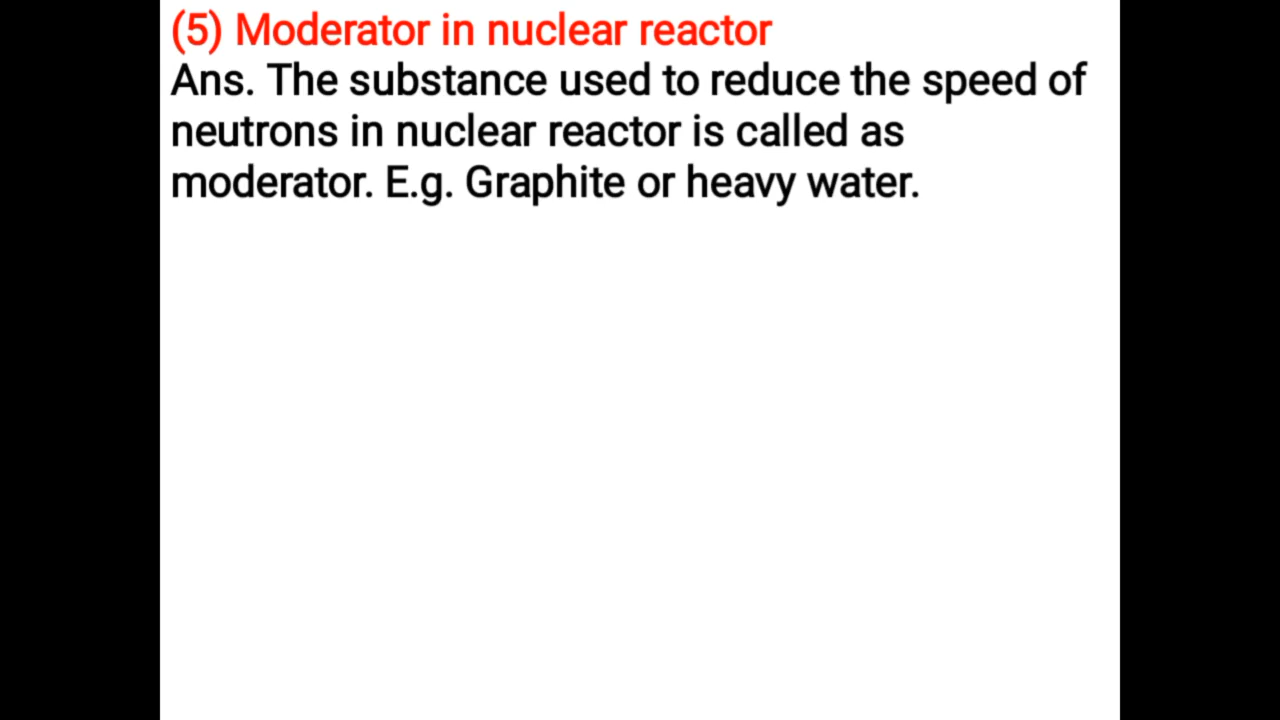 (5) Moderator in nuclear reactor
Ans. The substance used to reduce the speed of
neutrons in nuclear reactor is called as
moderator. E.g. Graphite or heavy water.